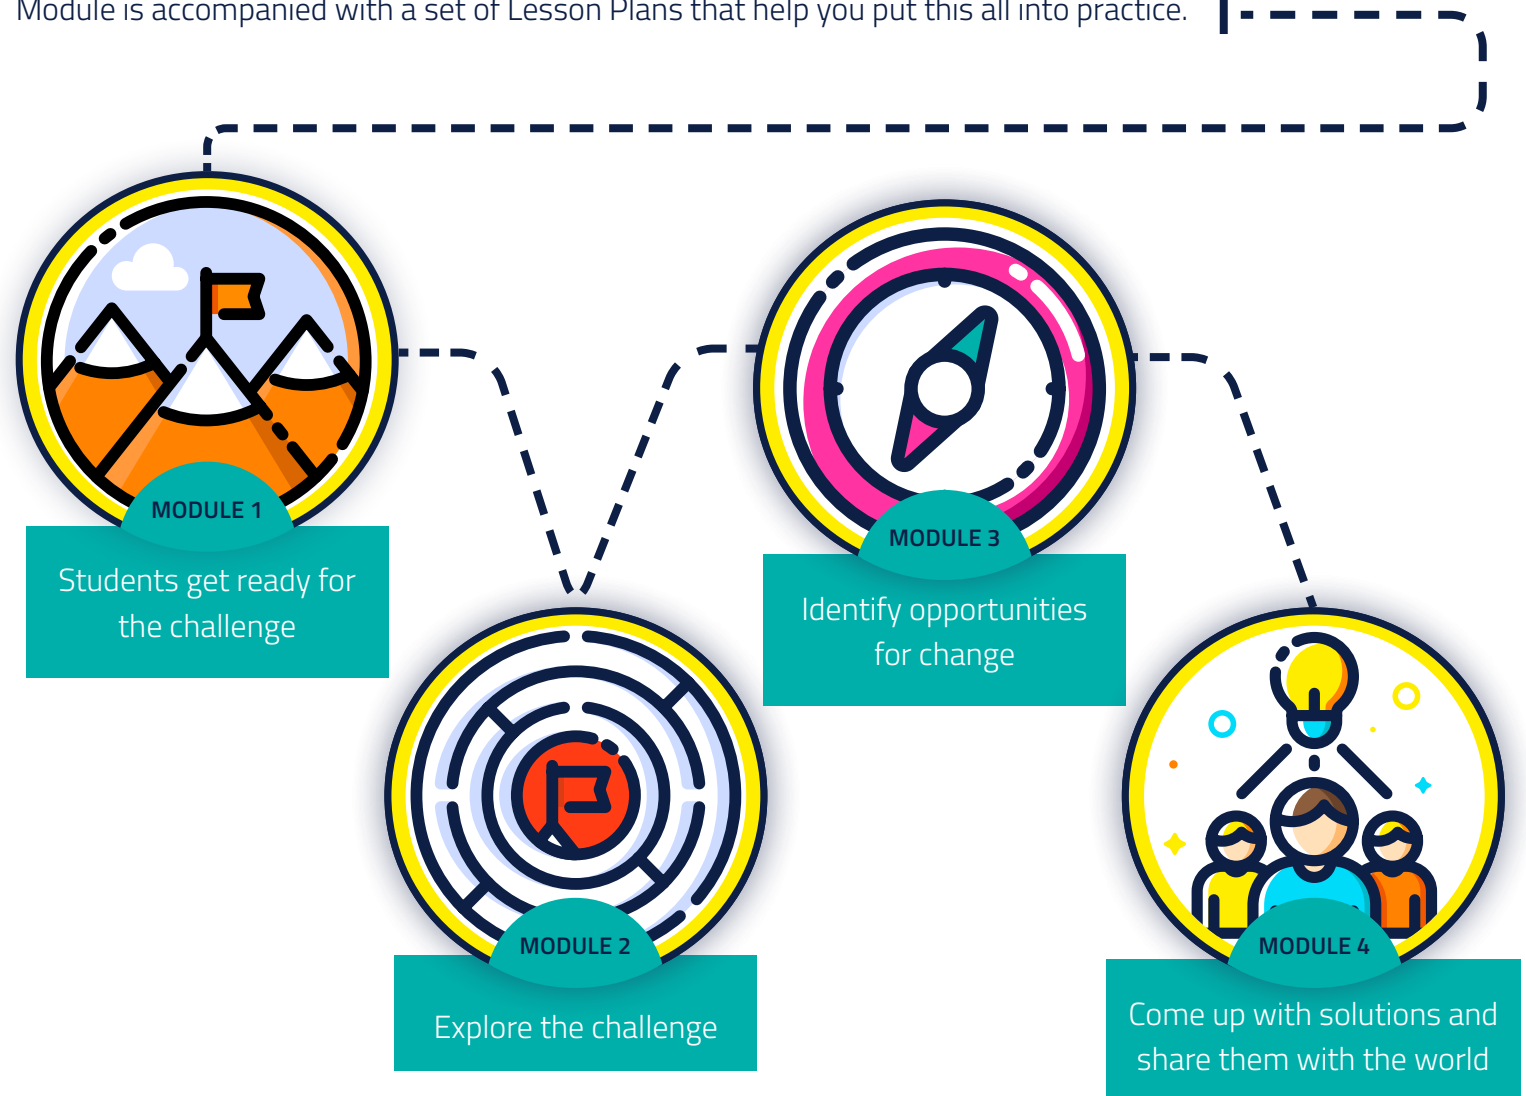 Module is accompanied with a set of Lesson Plans that help you put this all into practice.
MODULE 1
Students get ready for
the challenge
MODULE 2
Explore the challenge
MODULE 3
Identify opportunities
for change
MODULE 4
Come up with solutions and
share them with the world